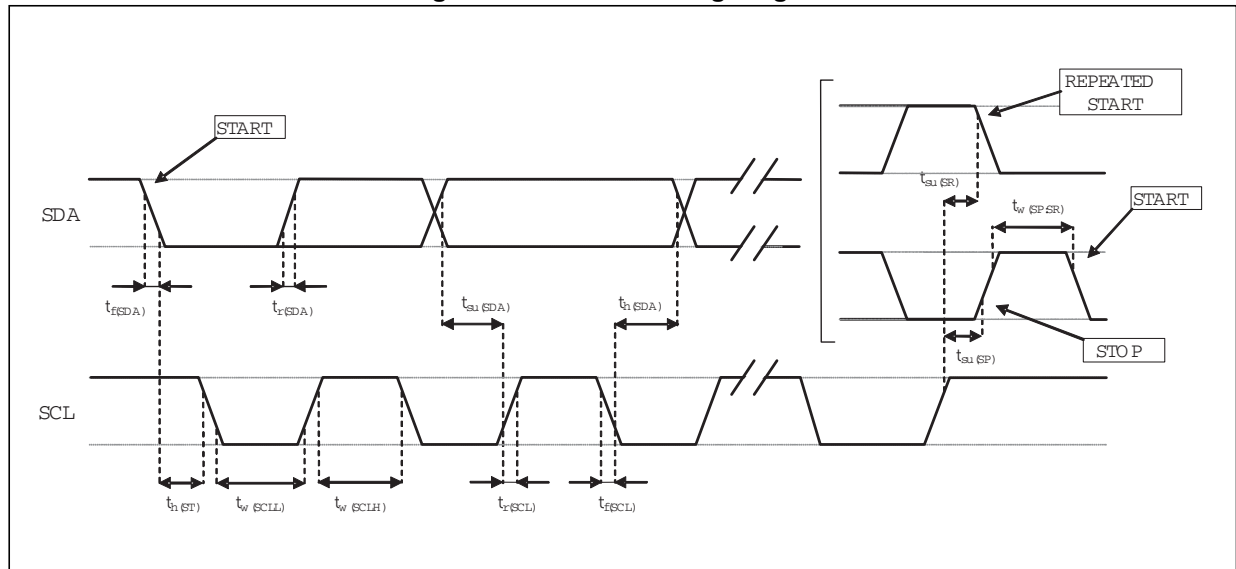 REPEATED
START
START
SDA
tsu(SR)
tw(SP:SR)
START
tf(SDA)
tr(SDA)
tsu(SDA)
th(SDA)
tsu(SP)
STOP
SCL
th(ST)
tw(SCLL)
tw(SCLH)
tr(SCL)
tf(SCL)